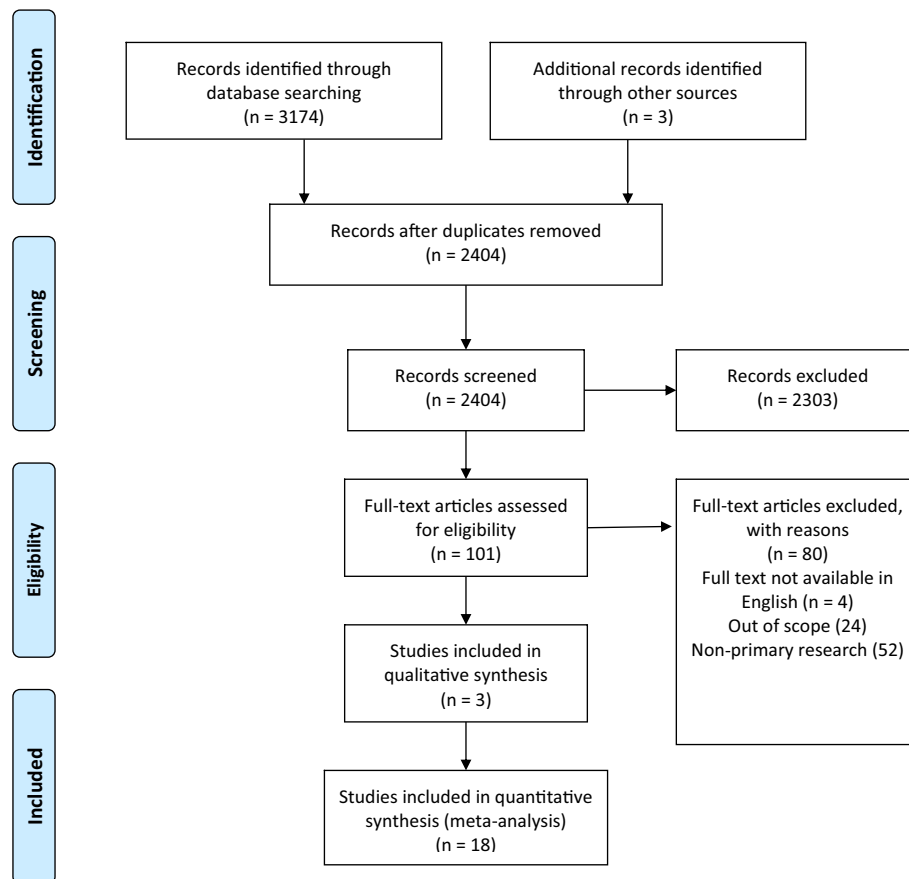 Identification
Records identified through
database searching
(n = 3174)
Additional records identified
through other sources
(n = 3)
Records after duplicates removed
(n = 2404)
Screening
Records screened
(n = 2404)
Records excluded
(n = 2303)
Eligibility
Full-text articles assessed
for eligibility
(n = 101)
Full-text articles excluded,
with reasons
(n = 80)
Full text not available in
English (n = 4)
Out of scope (24)
Non-primary research (52)
Studies included in
qualitative synthesis
(n = 3)
Included
Studies included in quantitative
synthesis (meta-analysis)
(n = 18)